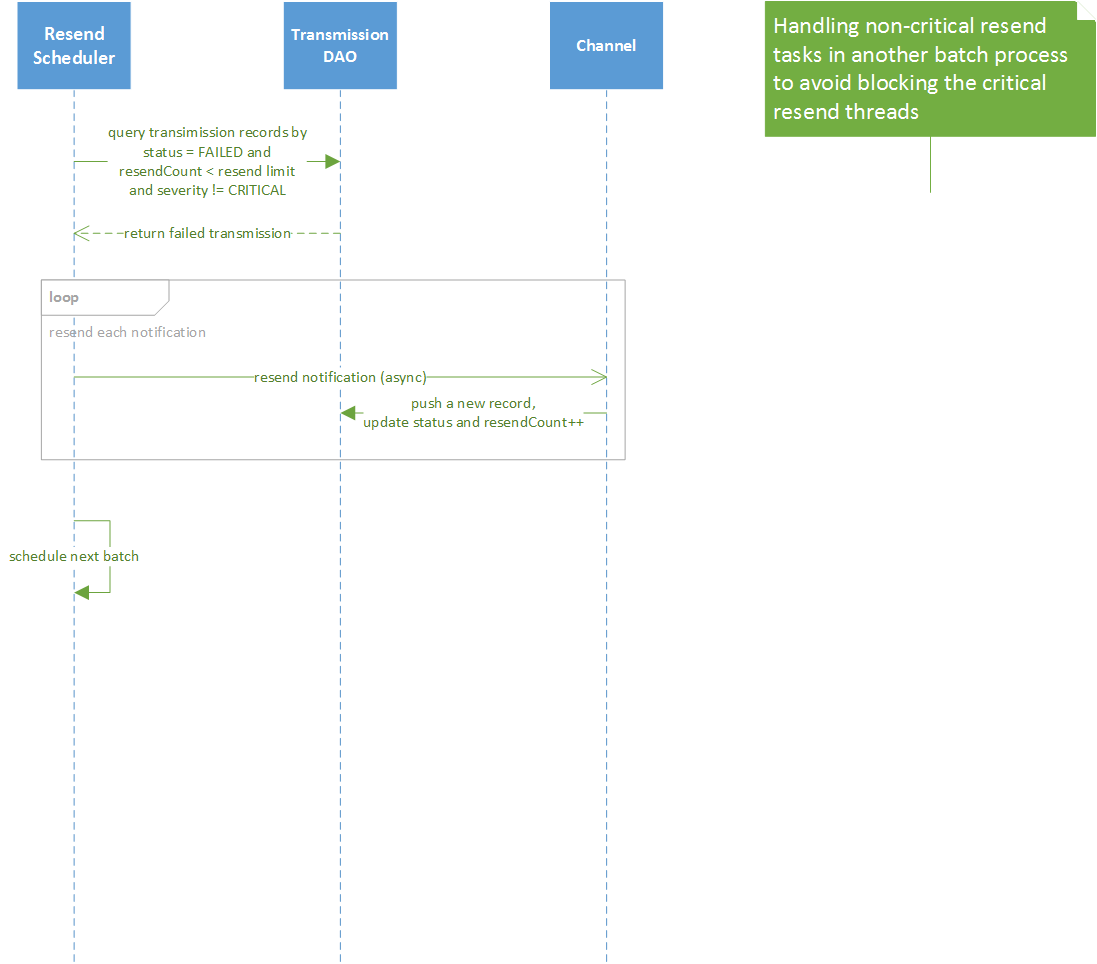 Resend
Scheduler
Transmission
DAO
Channel
Handling non-critical resend
tasks in another batch process
to avoid blocking the critical
resend threads
query transimission records by
status = FAILED and
resendCount < resend limit
and severity != CRITICAL
return failed transmission
loop
resend each notification
resend notification (async)
push a new record,
update status and resendCount++
schedule next batch